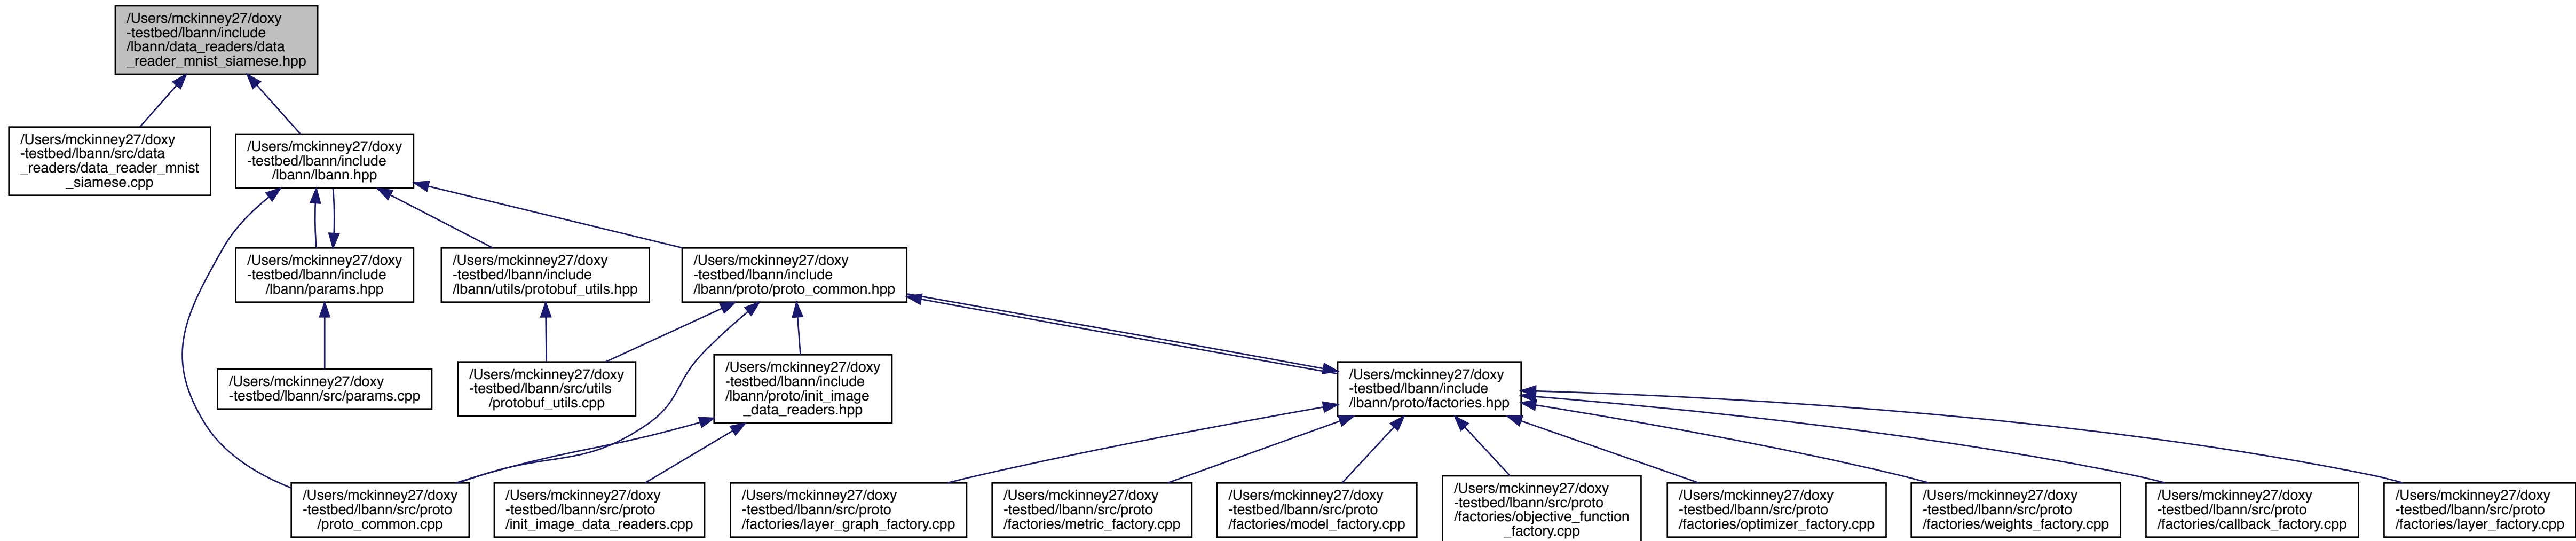 /Users/mckinney27/doxy
-testbed/lbann/include
/lbann/data_readers/data
_reader_mnist_siamese.hpp
/Users/mckinney27/doxy
-testbed/lbann/src/data
_readers/data_reader_mnist
_siamese.cpp
/Users/mckinney27/doxy
-testbed/lbann/include
/lbann/lbann.hpp
/Users/mckinney27/doxy
-testbed/lbann/include
/lbann/params.hpp
/Users/mckinney27/doxy
-testbed/lbann/include
/lbann/utils/protobuf_utils.hpp
/Users/mckinney27/doxy
-testbed/lbann/include
/lbann/proto/proto_common.hpp
/Users/mckinney27/doxy
-testbed/lbann/src/params.cpp
/Users/mckinney27/doxy
-testbed/lbann/src/utils
/protobuf_utils.cpp
/Users/mckinney27/doxy
-testbed/lbann/include
/lbann/proto/init_image
_data_readers.hpp
/Users/mckinney27/doxy
-testbed/lbann/include
/lbann/proto/factories.hpp
/Users/mckinney27/doxy
-testbed/lbann/src/proto
/proto_common.cpp
/Users/mckinney27/doxy
-testbed/lbann/src/proto
/init_image_data_readers.cpp
/Users/mckinney27/doxy
-testbed/lbann/src/proto
/factories/layer_graph_factory.cpp
/Users/mckinney27/doxy
-testbed/lbann/src/proto
/factories/metric_factory.cpp
/Users/mckinney27/doxy
-testbed/lbann/src/proto
/factories/model_factory.cpp
/Users/mckinney27/doxy
-testbed/lbann/src/proto
/factories/objective_function
_factory.cpp
/Users/mckinney27/doxy
-testbed/lbann/src/proto
/factories/optimizer_factory.cpp
/Users/mckinney27/doxy
-testbed/lbann/src/proto
/factories/weights_factory.cpp
/Users/mckinney27/doxy
-testbed/lbann/src/proto
/factories/callback_factory.cpp
/Users/mckinney27/doxy
-testbed/lbann/src/proto
/factories/layer_factory.cpp